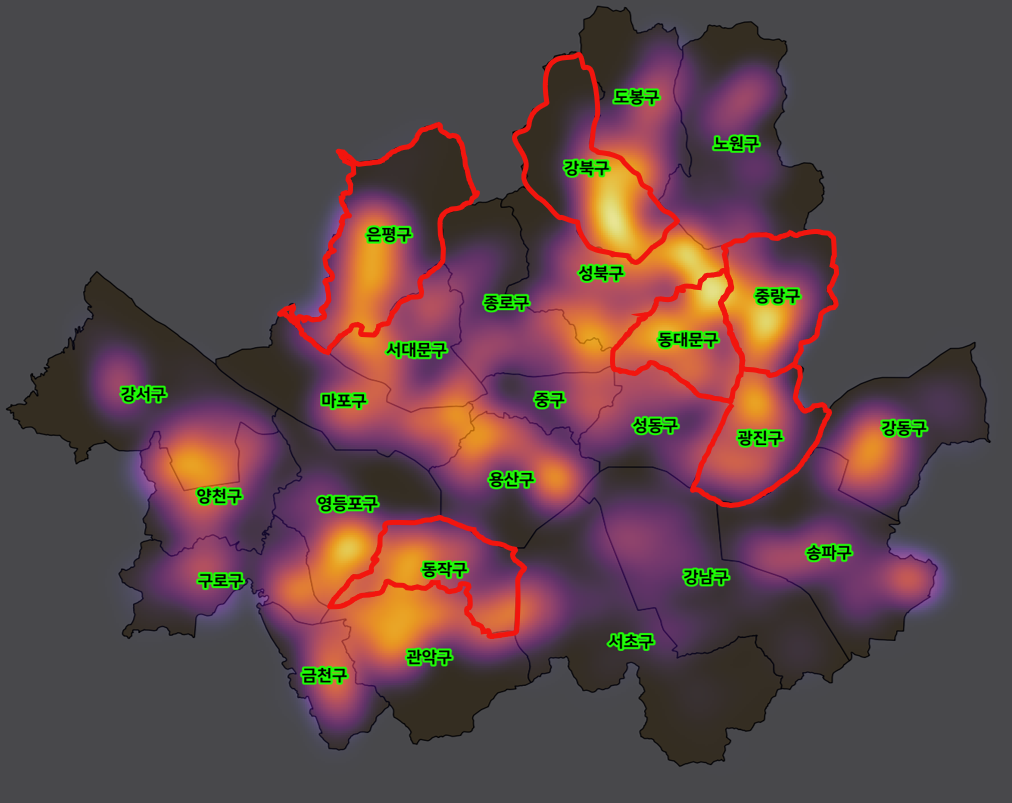 도봉구
노원구
강북구
은평구
성북구
중랑구
종로구
동대문구
서대문구
강서구
마포구
중구
성동구
광진구
강동구
용산구
양천구
영등포구
송파구
동작구
강남구
구로구
서초구
관악구
금천구